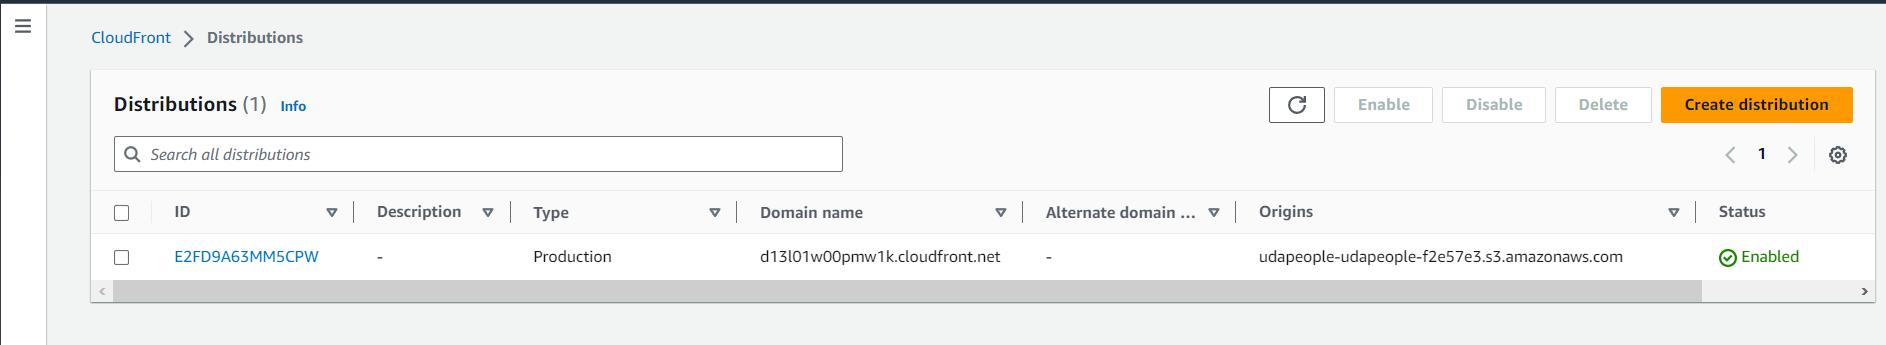 CloudFront > Distributions
Distributions (1) Info
Enable Disable Delete Create distribution
Search all distributions
1
ID Description Type Domain name Alternate domain ... Origins Status
E2FD9A63MM5CPW - Production d13l01w00pmw1k.cloudfront.net - udapeople-udapeople-f2e57e3.s3.amazonaws.com Enabled